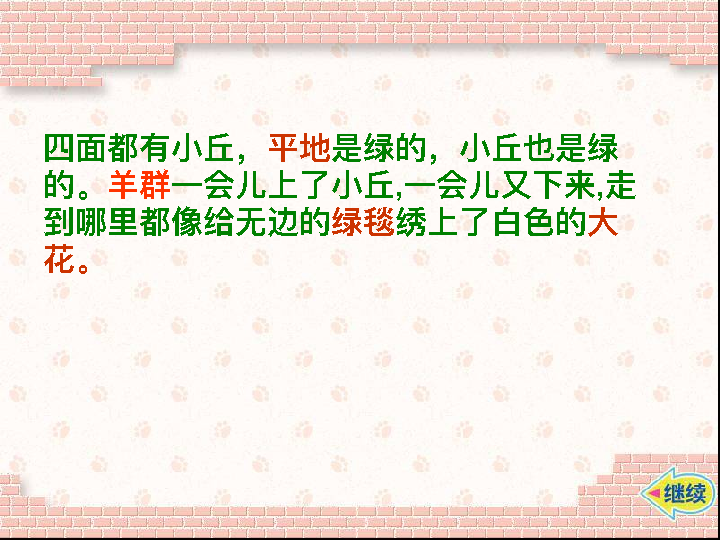 四面都有小丘，平地是绿的，小丘也是绿
的。羊群一会儿上了小丘,一会儿又下来,走
到哪里都像给无边的绿毯绣上了白色的大
花。
继续